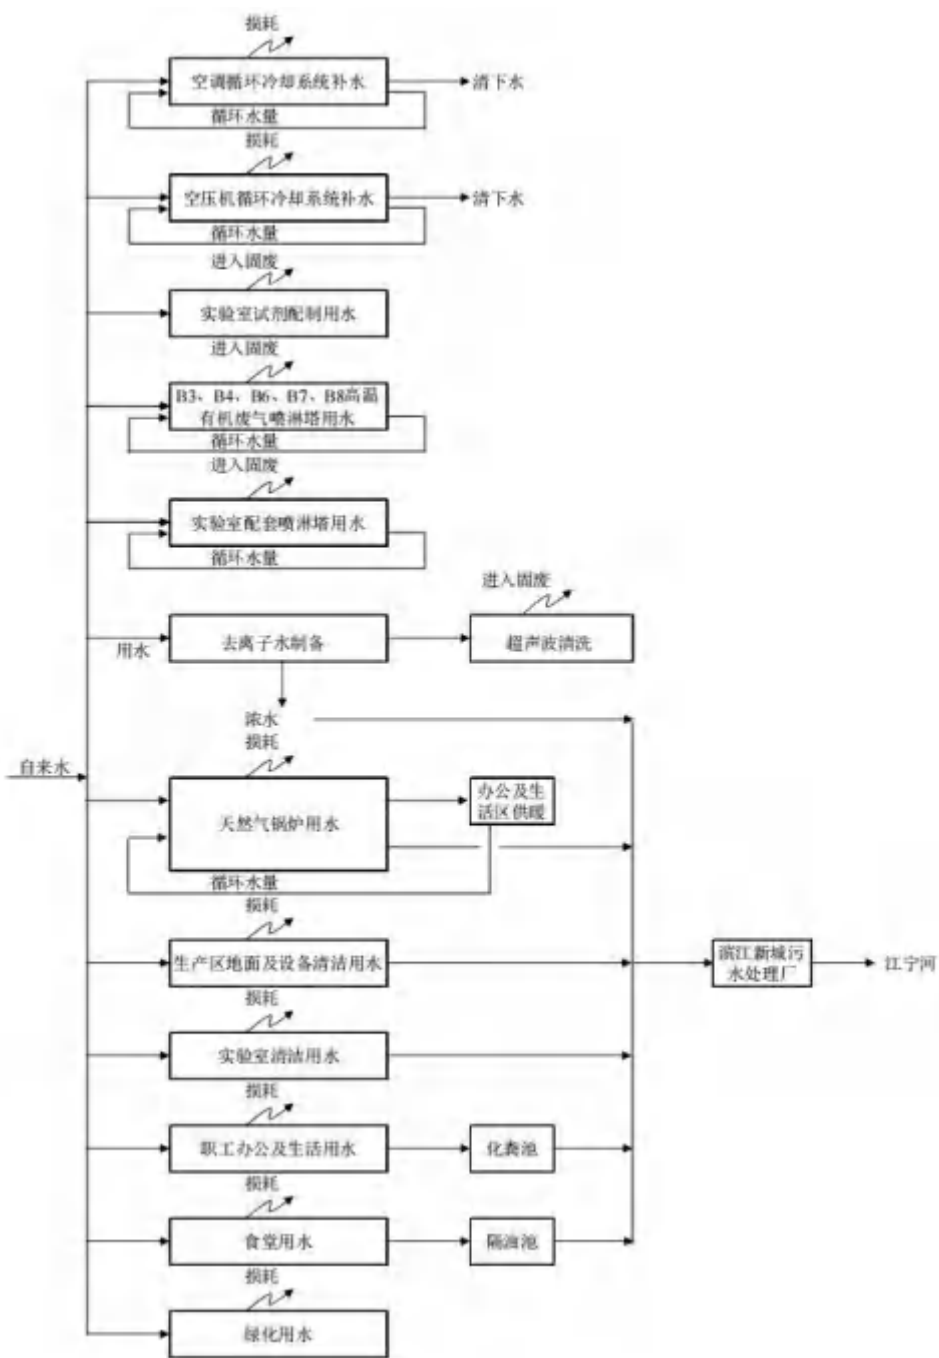 损耗
空调循环冷却系统补水
清下水
循环水量
损耗
空压机循环冷却系统补水
清下水
循环水量
进入固废
实验室试剂配制用水
进入固废
B3、B4、B6、B7、B8高温
有机废气喷淋塔用水
循环水量
进入固废
实验室配套喷淋塔用水
循环水量
进入固废
用水
去离子水制备
超声波清洗
浓水
损耗
自来水
天然气锅炉用水
办公及生
活区供暖
循环水量
损耗
生产区地面及设备清洁用水
滨江新城污
水处理厂
江宁河
损耗
实验室清洁用水
损耗
职工办公及生活用水
化粪池
损耗
食堂用水
隔油池
损耗
绿化用水